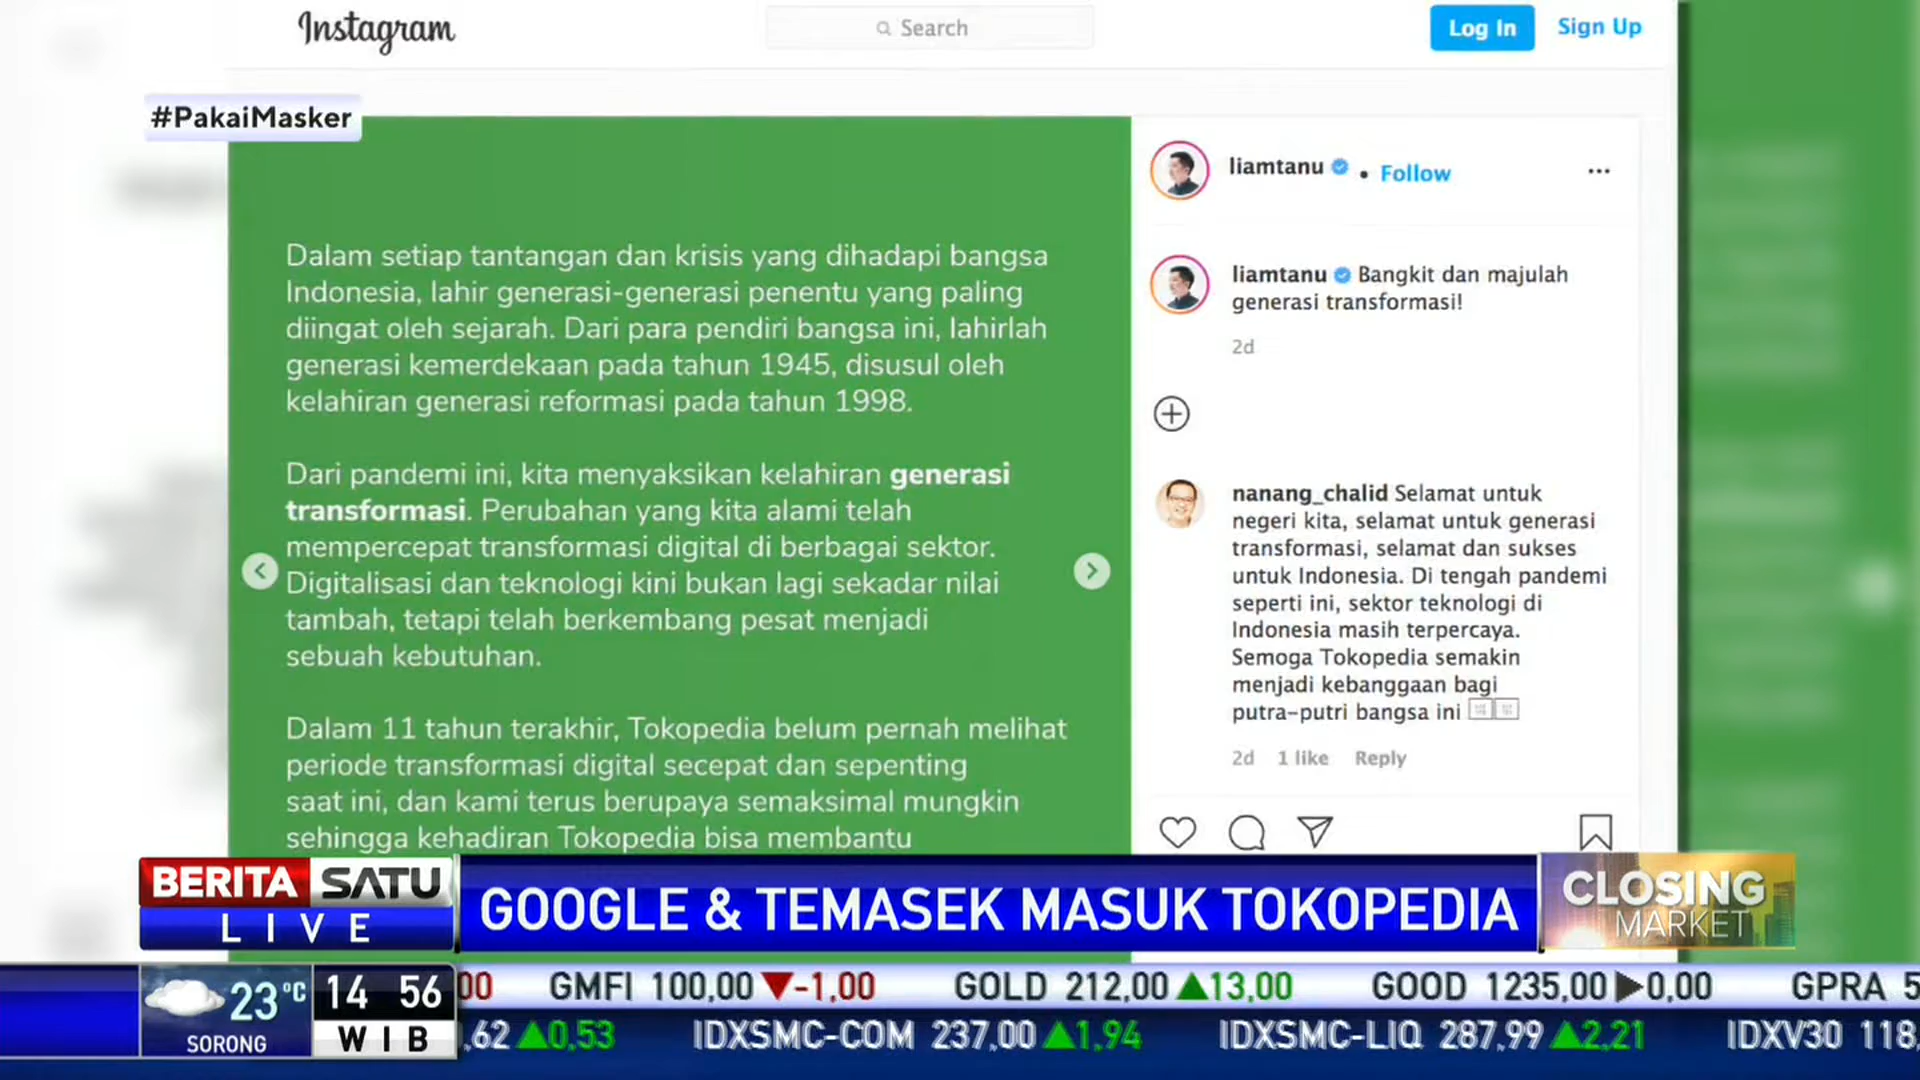 Instagram
Search
Log In
Sign Up
#PakaiMasker
Dalam setiap tantangan dan krisis yang dihadapi bangsa
Indonesia, lahir generasi-generasi penentu yang paling
diingat oleh sejarah. Dari para pendiri bangsa ini, lahirlah
generasi kemerdekaan pada tahun 1945, disusul oleh
kelahiran generasi reformasi pada tahun 1998.
Dari pandemi ini, kita menyaksikan kelahiran generasi
transformasi. Perubahan yang kita alami telah
mempercepat transformasi digital di berbagai sektor.
Digitalisasi dan teknologi kini bukan lagi sekadar nilai
tambah, tetapi telah berkembang pesat menjadi
sebuah kebutuhan.
Dalam 11 tahun terakhir, Tokopedia belum pernah melihat
periode transformasi digital secepat dan sepenting
saat ini, dan kami terus berupaya semaksimal mungkin
sehingga kehadiran Tokopedia bisa membantu
liamtanu • Follow
liamtanu Bangkit dan majulah
generasi transformasi!
2d
nanang_chalid Selamat untuk
negeri kita, selamat untuk generasi
transformasi, selamat dan sukses
untuk Indonesia. Di tengah pandemi
seperti ini, sektor teknologi di
Indonesia masih terpercaya.
Semoga Tokopedia semakin
menjadi kebanggaan bagi
putra-putri bangsa ini
2d 1 like Reply
BERITA SATU
LIVE
GOOGLE & TEMASEK MASUK TOKOPEDIA
CLOSING
MARKET
23°C
SORONG
14 56
WIB
00 GMFI 100,00 ▼-1,00 GOLD 212,00 ▲13,00 GOOD 1235,00 ▶0,00 GPRA 5
,62 ▲0,53 IDXSMC-COM 237,00 ▲1,94 IDXSMC-LIQ 287,99 ▲2,21 IDXV30 118,